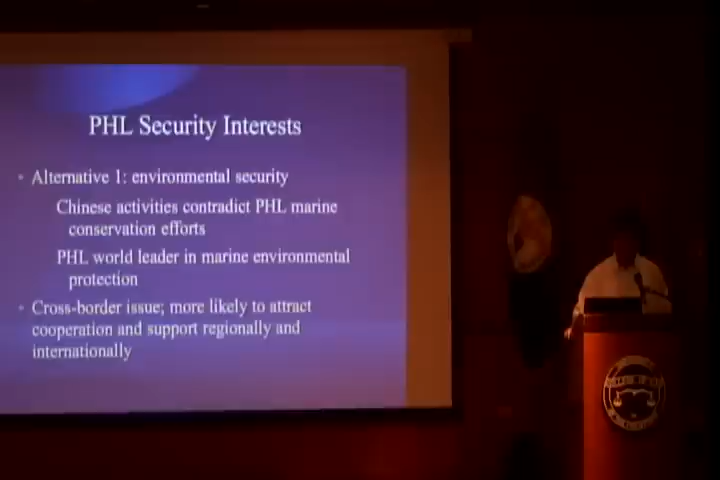 PHL Security Interests
Alternative 1: environmental security
Chinese activities contradict PHL marine
conservation efforts
PHL world leader in marine environmental
protection
Cross-border issue; more likely to attract
cooperation and support regionally and
internationally